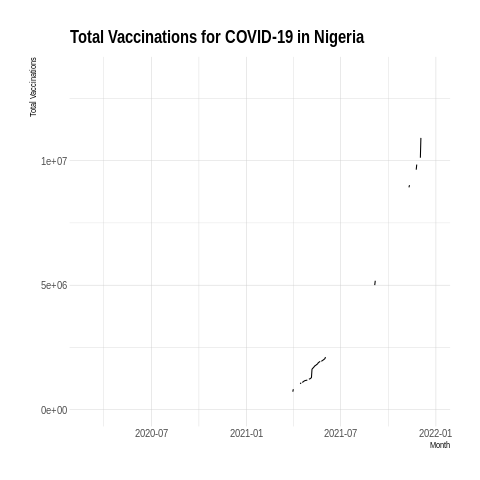 Total Vaccinations for COVID-19 in Nigeria
Total Vaccinations
1e+07
5e+06
0e+00
2020-07 2021-01 2021-07 2022-01
Month